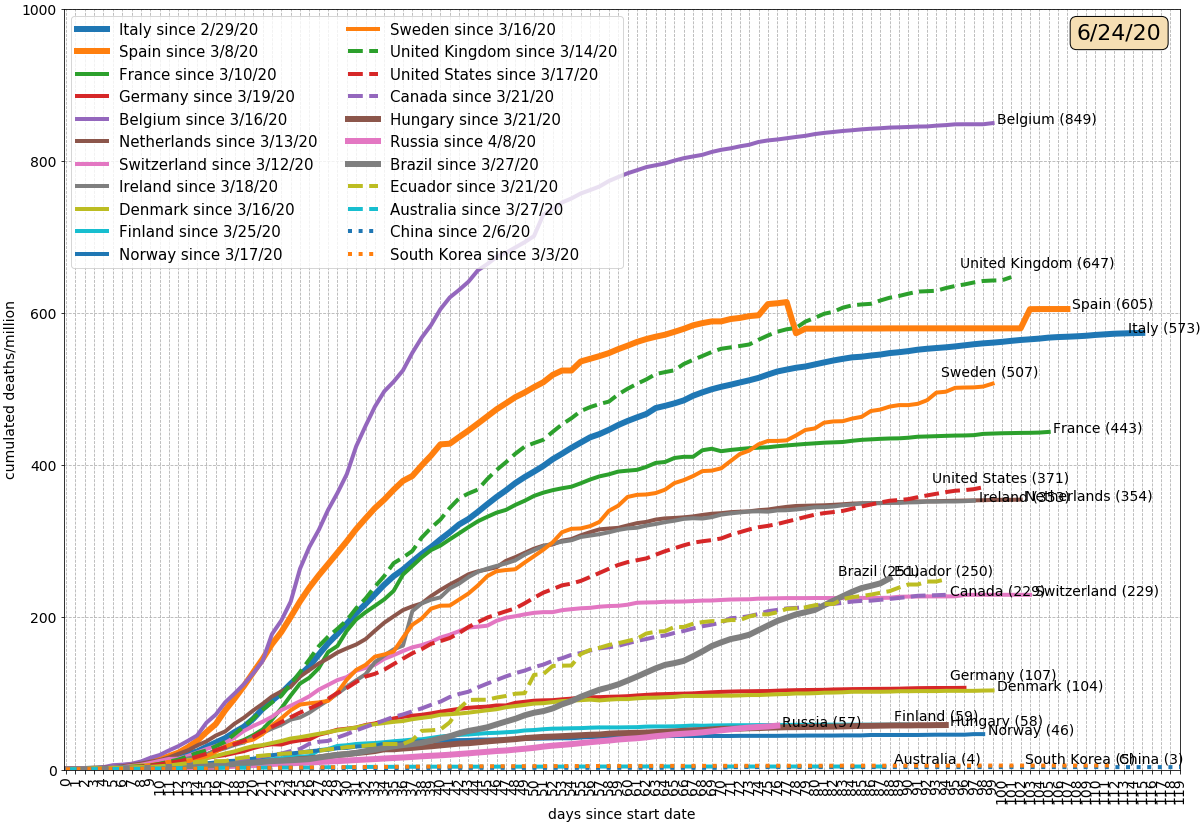 1000
800
600
400
200
0
cumulated deaths/million
Italy since 2/29/20
Spain since 3/8/20
France since 3/10/20
Germany since 3/19/20
Belgium since 3/16/20
Netherlands since 3/13/20
Switzerland since 3/12/20
Ireland since 3/18/20
Denmark since 3/16/20
Finland since 3/25/20
Norway since 3/17/20
Sweden since 3/16/20
United Kingdom since 3/14/20
United States since 3/17/20
Canada since 3/21/20
Hungary since 3/21/20
Russia since 4/8/20
Brazil since 3/27/20
Ecuador since 3/21/20
Australia since 3/27/20
China since 2/6/20
South Korea since 3/3/20
6/24/20
Belgium (849)
United Kingdom (647)
Spain (605)
Italy (573)
Sweden (507)
France (443)
United States (371)
Ireland (353)
Netherlands (354)
Brazil (251)
Ecuador (250)
Canada (229)
Switzerland (229)
Germany (107)
Denmark (104)
Finland (59)
Hungary (58)
Russia (57)
Norway (46)
Australia (4)
South Korea
China (3)
days since start date